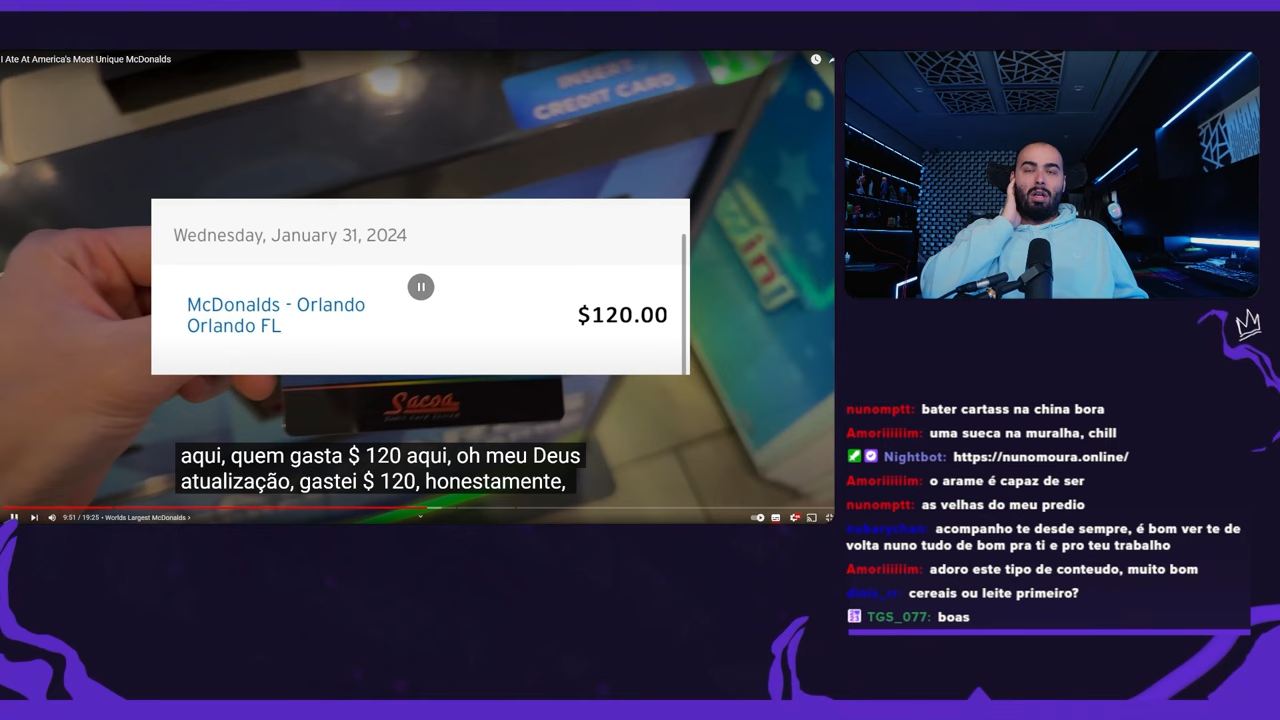 I Ate At America's Most Unique McDonalds
INSERT
CREDIT CARD
Wednesday, January 31, 2024
McDonalds - Orlando
Orlando FL
$120.00
Sacoa
aqui, quem gasta $ 120 aqui, oh meu Deus
atualização, gastei $ 120, honestamente,
9:51 / 19:25 • Worlds Largest McDonalds ›
nunomptt: bater cartass na china bora
Amoriiiiiim: uma sueca na muralha, chill
Nightbot: https://nunomoura.online/
Amoriiiiiim: o arame é capaz de ser
nunomptt: as velhas do meu predio
acompanho te desde sempre, é bom ver te de
volta nuno tudo de bom pra ti e pro teu trabalho
Amoriiiiiim: adoro este tipo de conteudo, muito bom
cereais ou leite primeiro?
TGS_077: boas